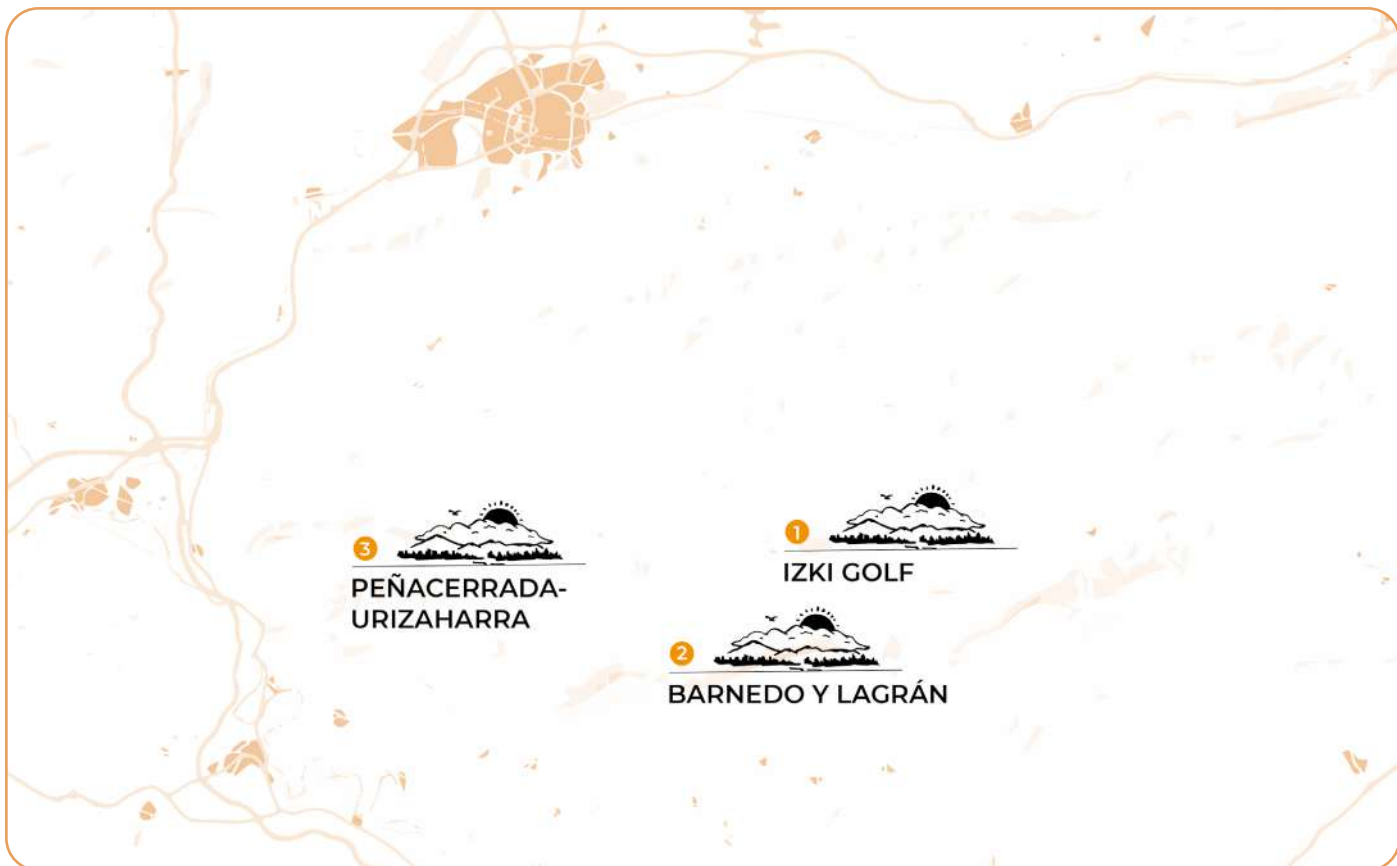 1
IZKI GOLF
2
BARNEDO Y LAGRÁN
3
PEÑACERRADA-
URIZAHARRA